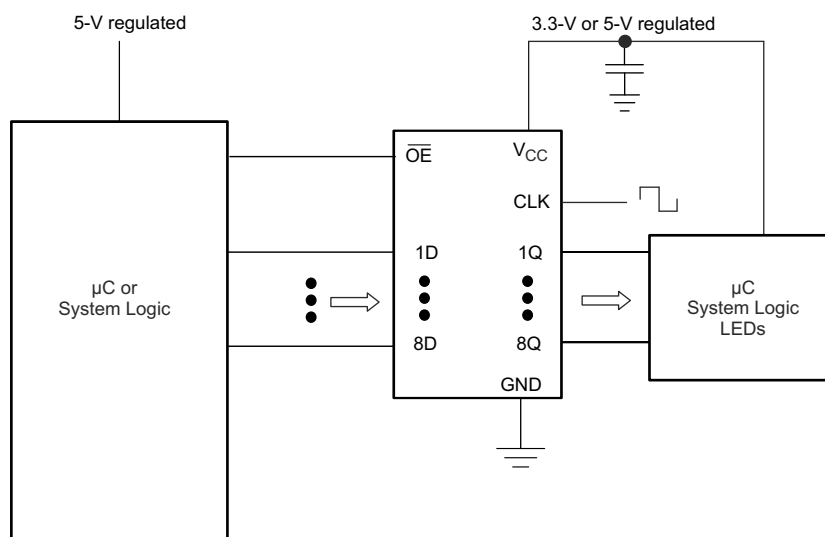 5-V regulated
3.3-V or 5-V regulated
OE
VCC
CLK
1D
1Q
µC or
System Logic
µC
System Logic
LEDs
8D
8Q
GND